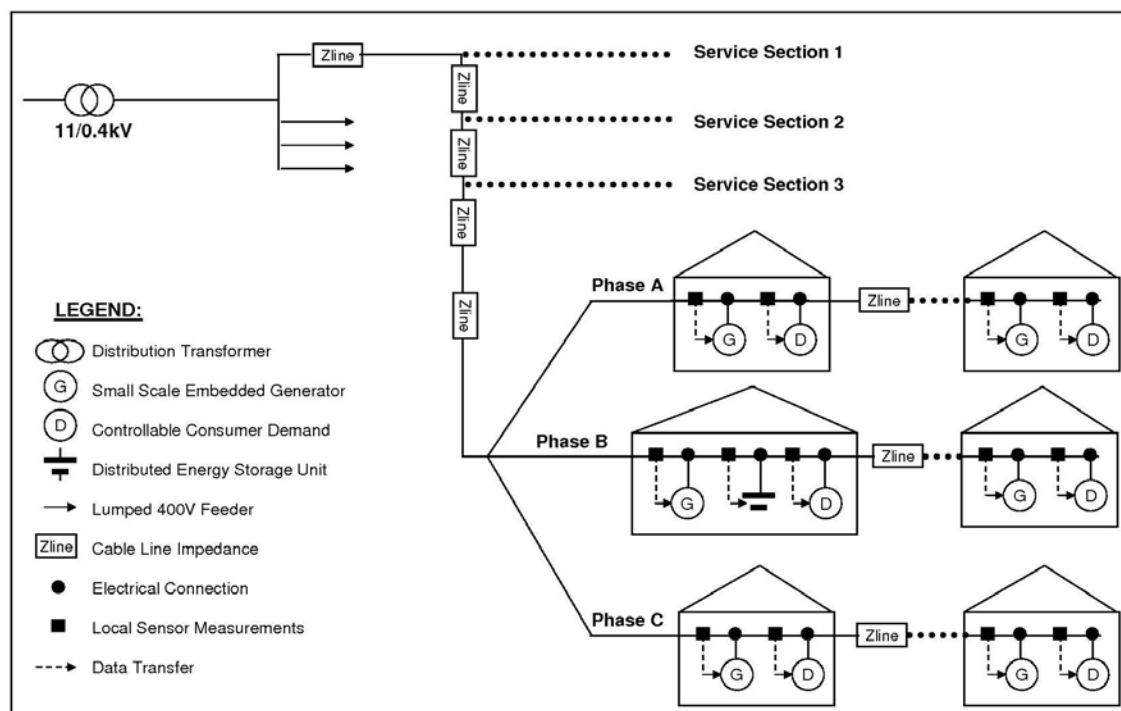 Zline
Service Section 1
Zline
11/0.4kV
Service Section 2
Zline
Service Section 3
Zline
Phase A
Zline
G
D
G
D
Zline
LEGEND:
Distribution Transformer
G Small Scale Embedded Generator
D Controllable Consumer Demand
Distributed Energy Storage Unit
Lumped 400V Feeder
Zline Cable Line Impedance
Electrical Connection
Local Sensor Measurements
Data Transfer
Phase B
Zline
G
D
G
D
Phase C
Zline
G
D
G
D